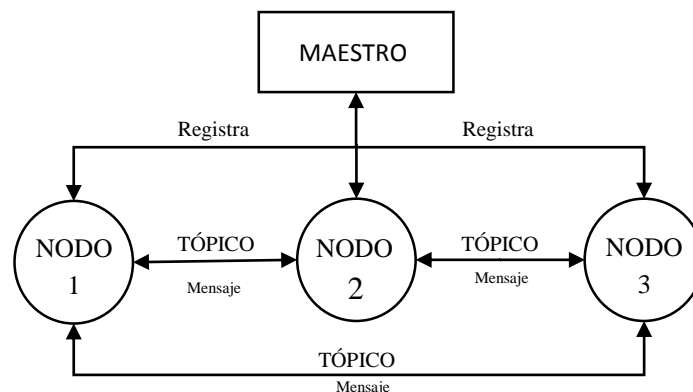 MAESTRO
Registra
Registra
NODO
1
TÓPICO
Mensaje
NODO
2
TÓPICO
Mensaje
NODO
3
TÓPICO
Mensaje